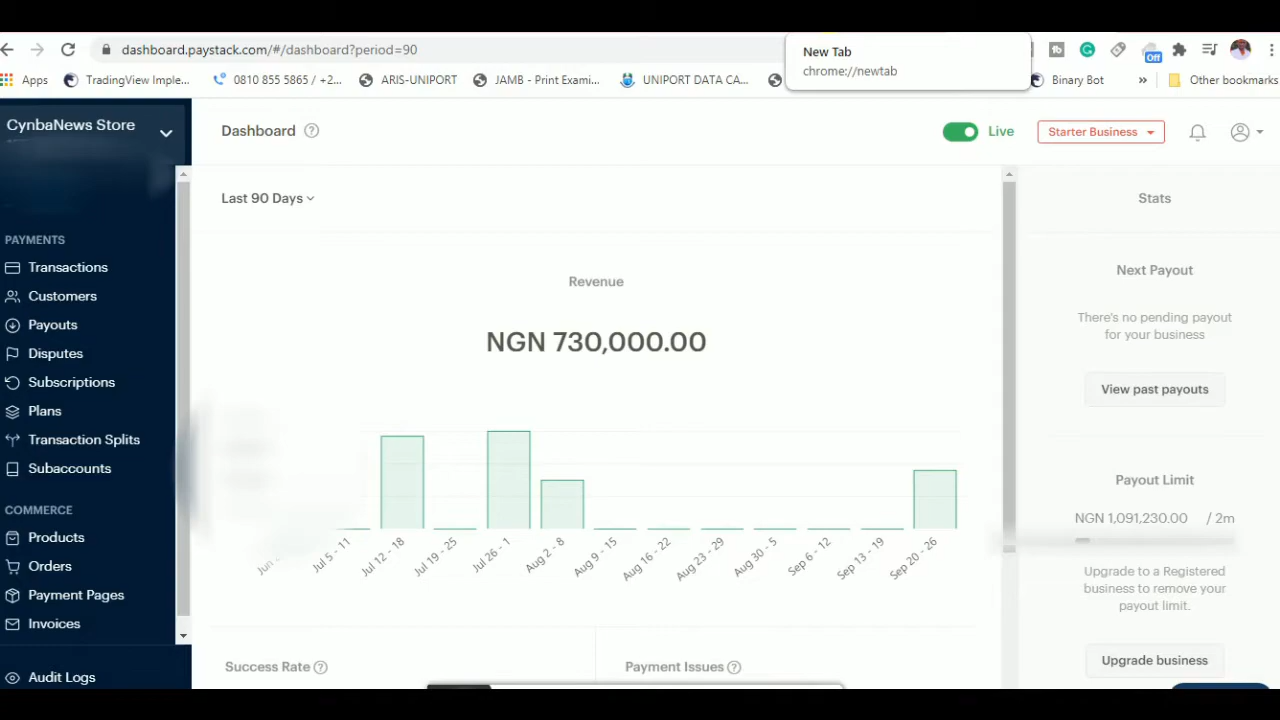 New Tab
chrome://newtab
dashboard.paystack.com/#/dashboard?period=90
Off
Apps
TradingView Imple...
0810 855 5865 / +2...
ARIS-UNIPORT
JAMB - Print Exami...
UNIPORT DATA CA...
Binary Bot
»
Other bookmarks
CynbaNews Store
Dashboard
Live
Starter Business
Last 90 Days
Stats
PAYMENTS
Transactions
Customers
Payouts
Disputes
Subscriptions
Plans
Transaction Splits
Subaccounts
COMMERCE
Products
Orders
Payment Pages
Invoices
Audit Logs
Revenue
NGN 730,000.00
Jul 5 - 11
Jul 12 - 18
Jul 19 - 25
Jul 26 - 1
Aug 2 - 8
Aug 9 - 15
Aug 16 - 22
Aug 23 - 29
Aug 30 - 5
Sep 6 - 12
Sep 13 - 19
Sep 20 - 26
Success Rate
Payment Issues
Next Payout
There's no pending payout
for your business
View past payouts
Payout Limit
NGN 1,091,230.00 / 2m
Upgrade to a Registered
business to remove your
payout limit.
Upgrade business